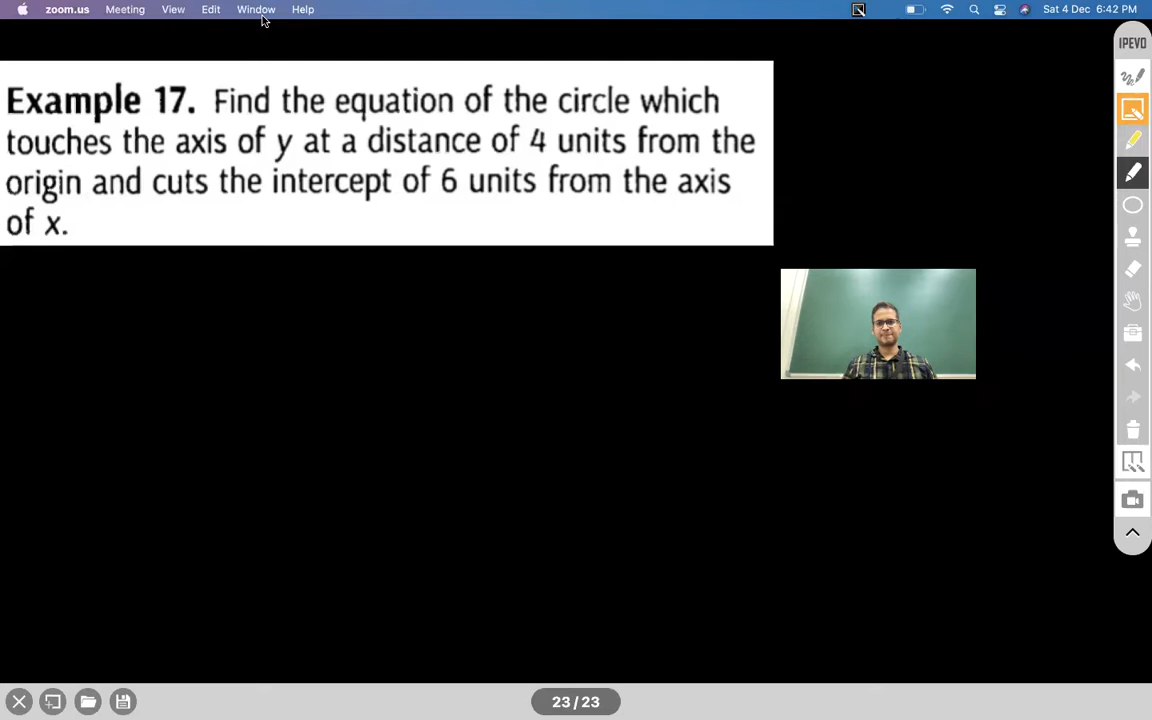 zoom.us Meeting View Edit Window Help Sat 4 Dec 6:42 PM
IPEVO
Example 17. Find the equation of the circle which
touches the axis of y at a distance of 4 units from the
origin and cuts the intercept of 6 units from the axis
of x.
23/23